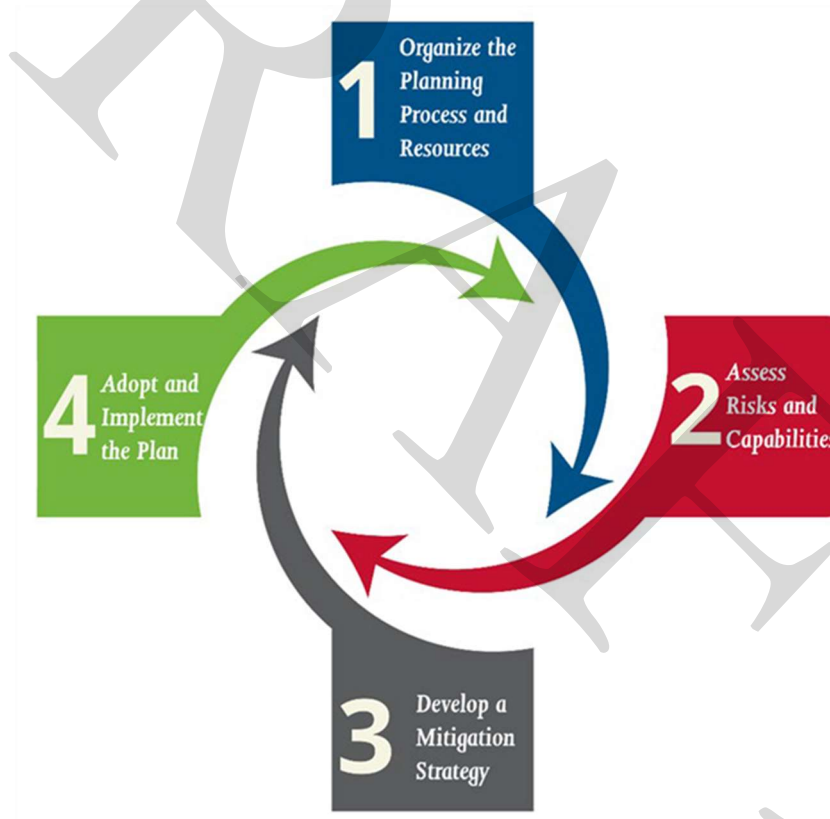 1
Organize the
Planning
Process and
Resources
2
Assess
Risks and
Capabilities
3
Develop a
Mitigation
Strategy
4
Adopt and
Implement
the Plan